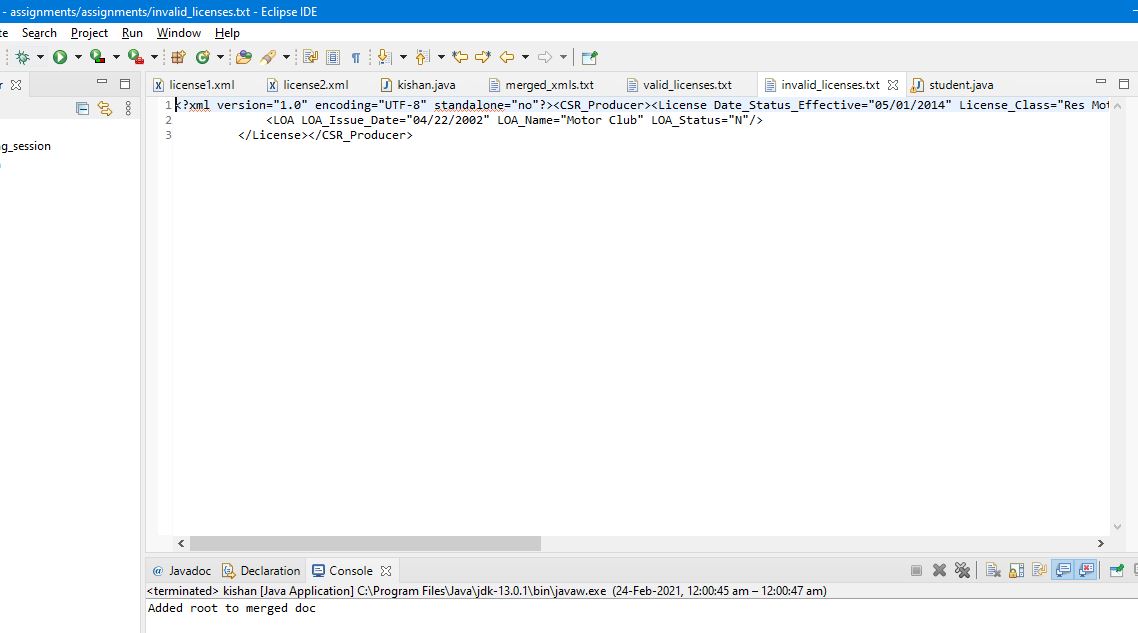 - assignments/assignments/invalid_licenses.txt - Eclipse IDE
Search Project Run Window Help
license1.xml license2.xml kishan.java merged_xmls.txt valid_licenses.txt invalid_licenses.txt student.java
1 <?xml version="1.0" encoding="UTF-8" standalone="no"?><CSR_Producer><License Date_Status_Effective="05/01/2014" License_Class="Res Mot
2 <LOA LOA_Issue_Date="04/22/2002" LOA_Name="Motor Club" LOA_Status="N"/>
3 </License></CSR_Producer>
g_session
@ Javadoc Declaration Console
<terminated> kishan [Java Application] C:\Program Files\Java\jdk-13.0.1\bin\javaw.exe (24-Feb-2021, 12:00:45 am – 12:00:47 am)
Added root to merged doc